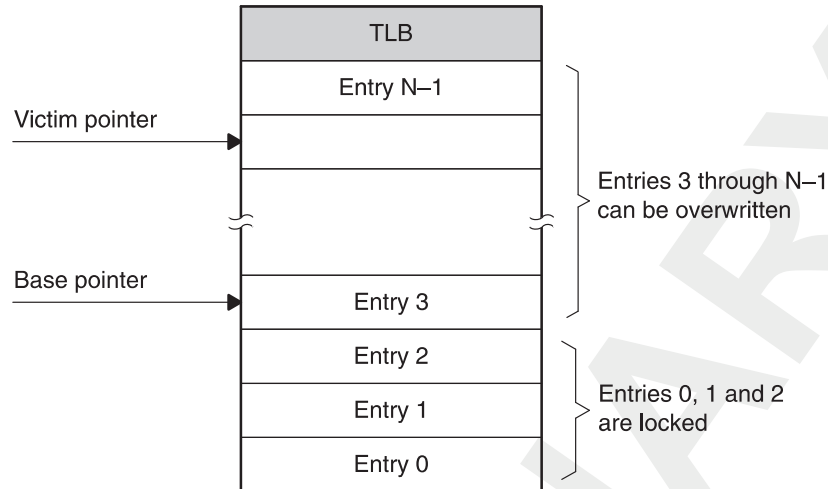 TLB
Entry N–1
Victim pointer
Entries 3 through N–1
can be overwritten
Base pointer
Entry 3
Entry 2
Entries 0, 1 and 2
are locked
Entry 1
Entry 0